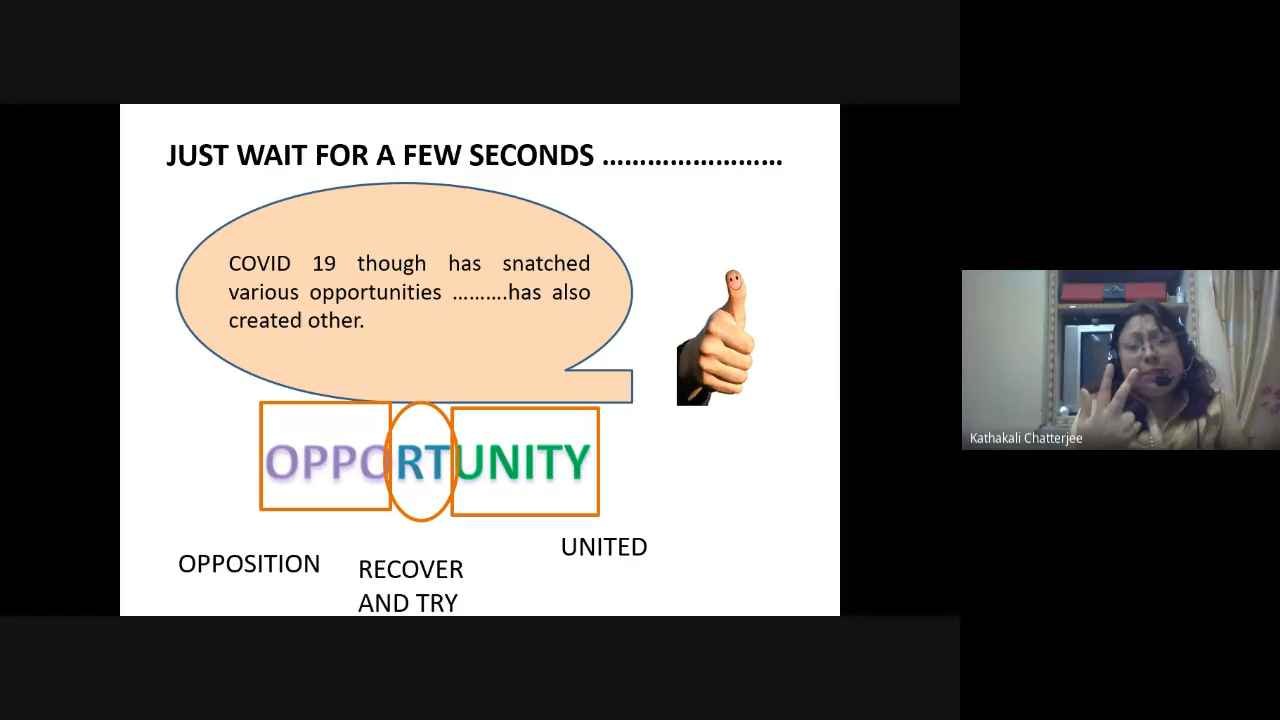 JUST WAIT FOR A FEW SECONDS ........................
COVID 19 though has snatched
various opportunities ..........has also
created other.
OPPORTUNITY
OPPOSITION
RECOVER
AND TRY
UNITED
Kathakali Chatterjee